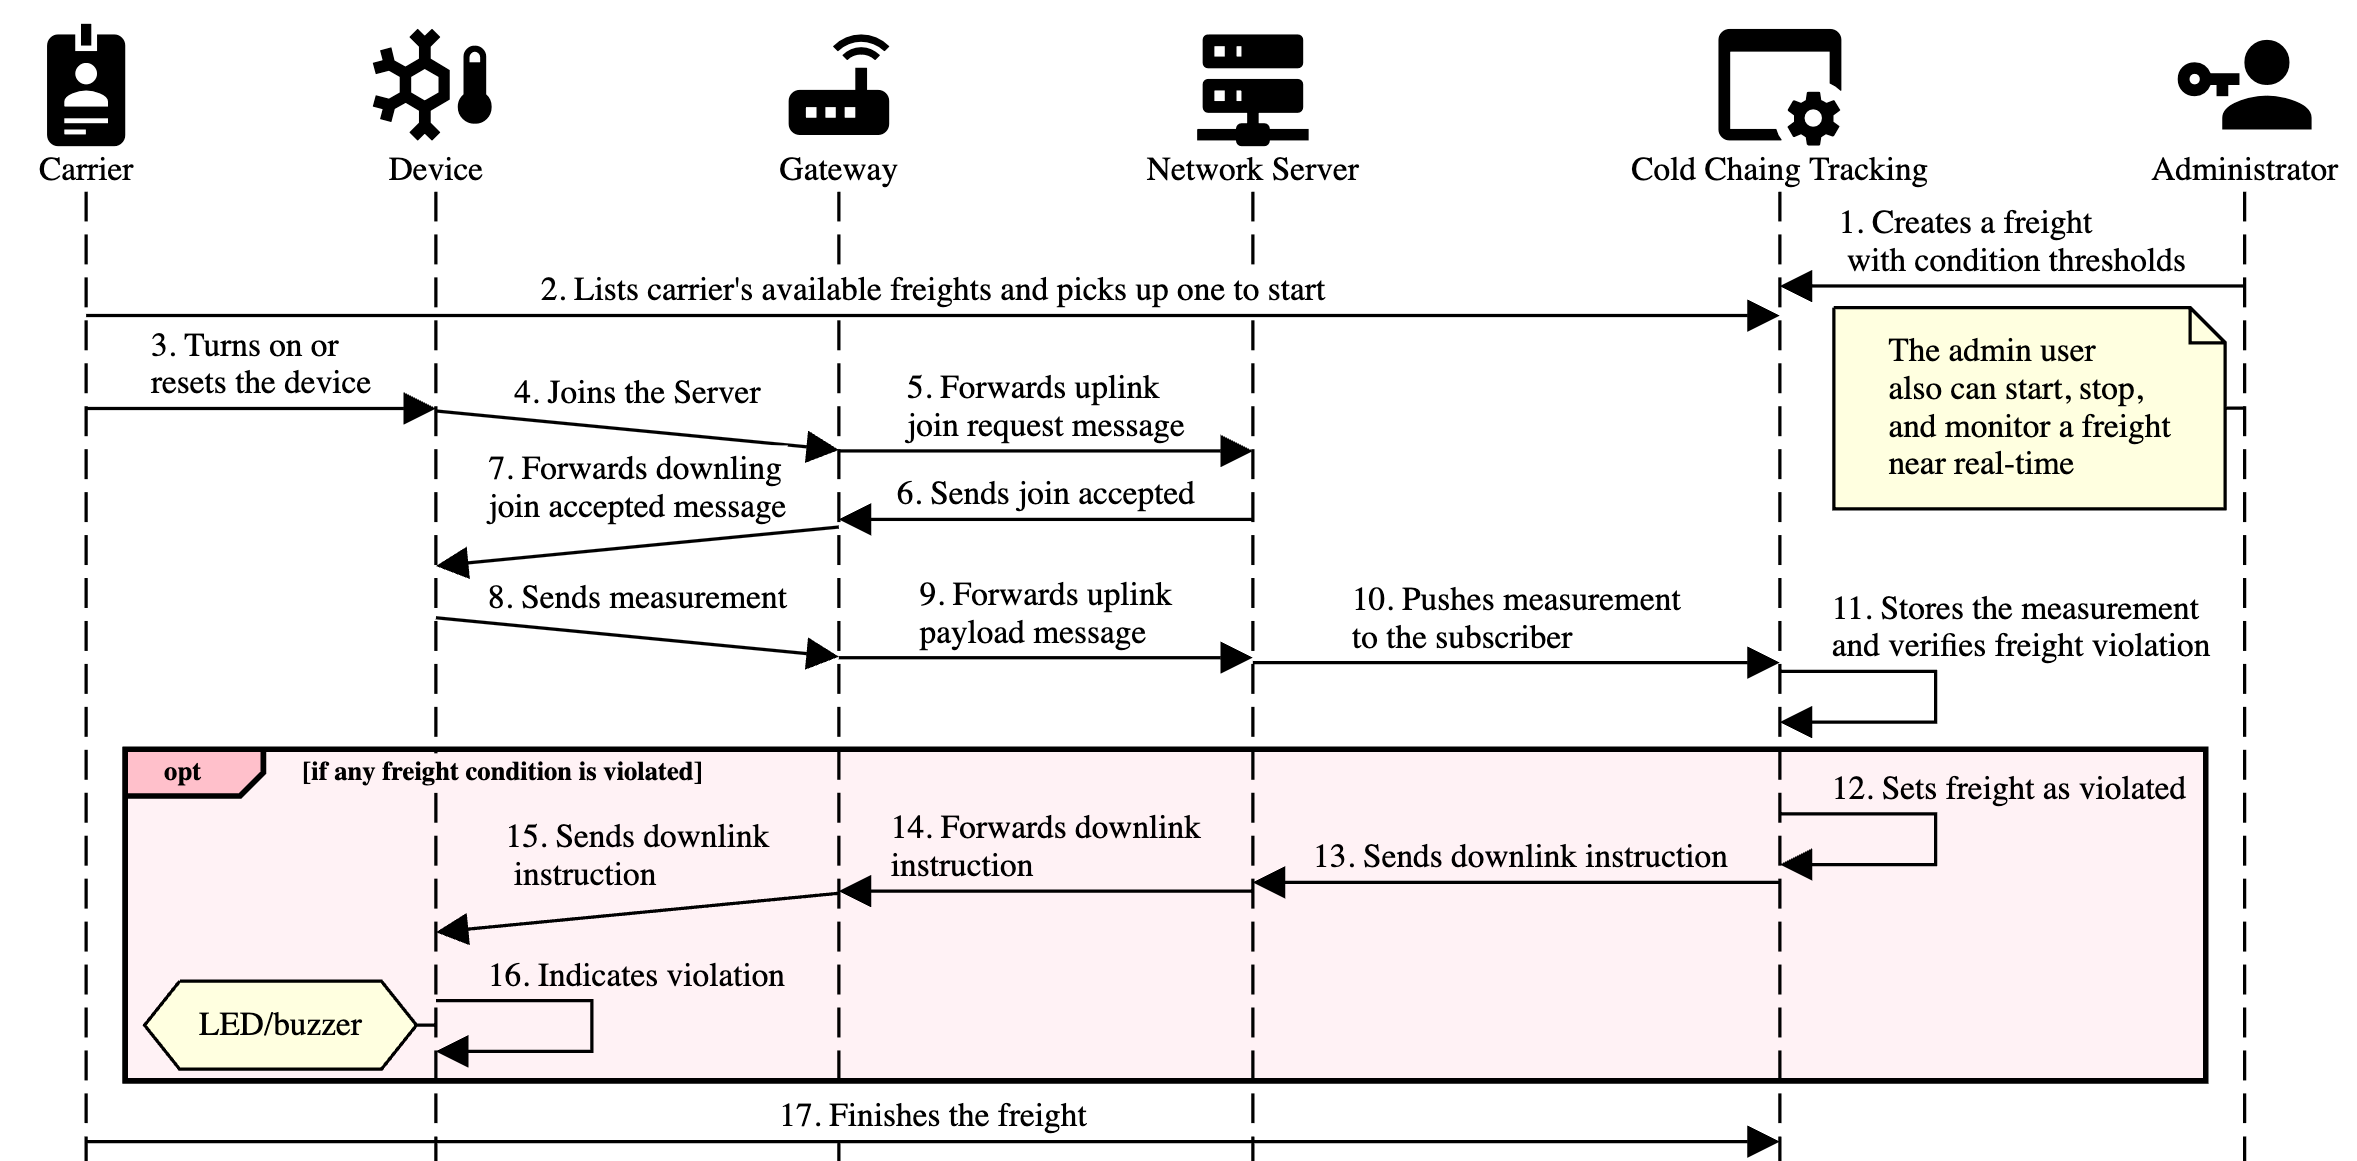 Carrier
Device
Gateway
Network Server
Cold Chaing Tracking
Administrator
1. Creates a freight
with condition thresholds
2. Lists carrier's available freights and picks up one to start
The admin user
also can start, stop,
and monitor a freight
near real-time
3. Turns on or
resets the device
4. Joins the Server
5. Forwards uplink
join request message
6. Sends join accepted
7. Forwards downling
join accepted message
8. Sends measurement
9. Forwards uplink
payload message
10. Pushes measurement
to the subscriber
11. Stores the measurement
and verifies freight violation
opt
[if any freight condition is violated]
12. Sets freight as violated
13. Sends downlink instruction
14. Forwards downlink
instruction
15. Sends downlink
instruction
16. Indicates violation
LED/buzzer
17. Finishes the freight